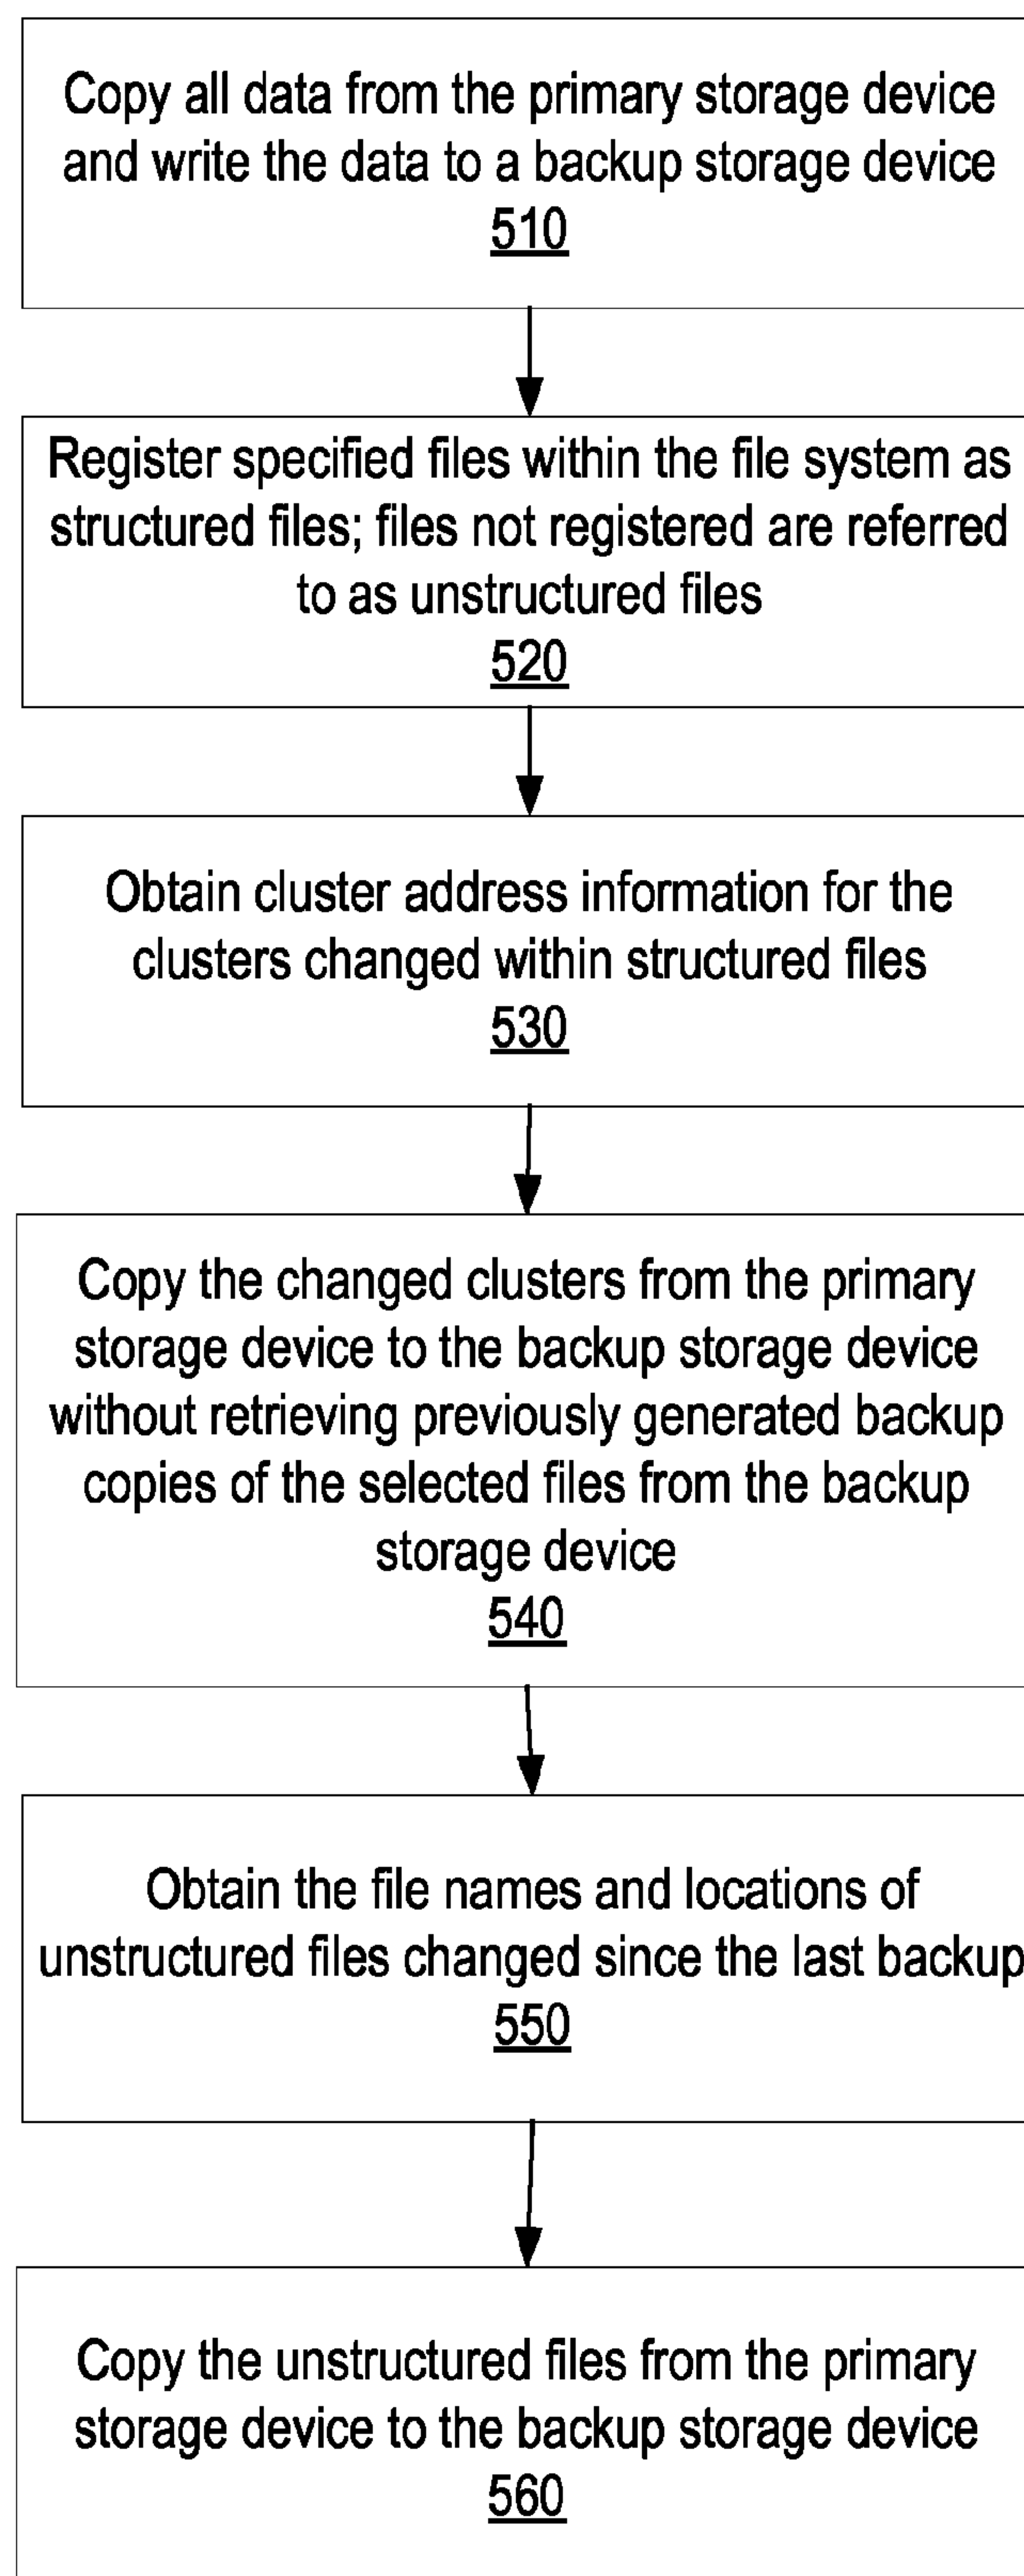 Copy all data from the primary storage device
and write the data to a backup storage device
510
Register specified files within the file system as
structured files; files not registered are referred
to as unstructured files
520
Obtain cluster address information for the
clusters changed within structured files
530
Copy the changed clusters from the primary
storage device to the backup storage device
without retrieving previously generated backup
copies of the selected files from the backup
storage device
540
Obtain the file names and locations of
unstructured files changed since the last backup
550
Copy the unstructured files from the primary
storage device to the backup storage device
560